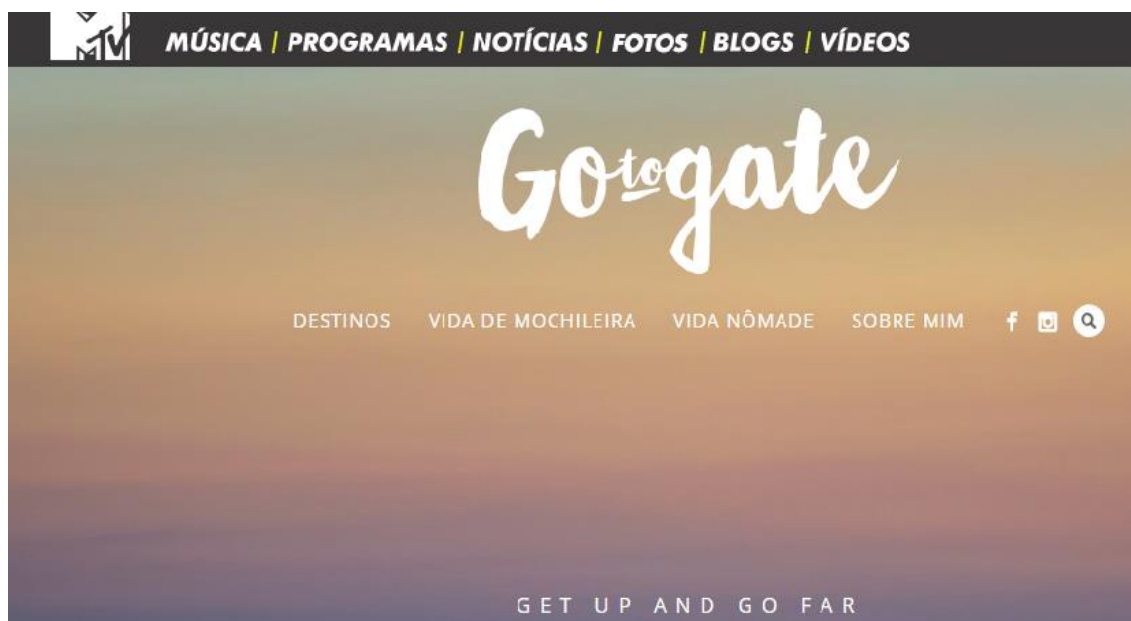 MTV MÚSICA | PROGRAMAS | NOTÍCIAS | FOTOS | BLOGS | VÍDEOS
Go to gate
DESTINOS VIDA DE MOCHILEIRA VIDA NÔMADE SOBRE MIM f
GET UP AND GO FAR